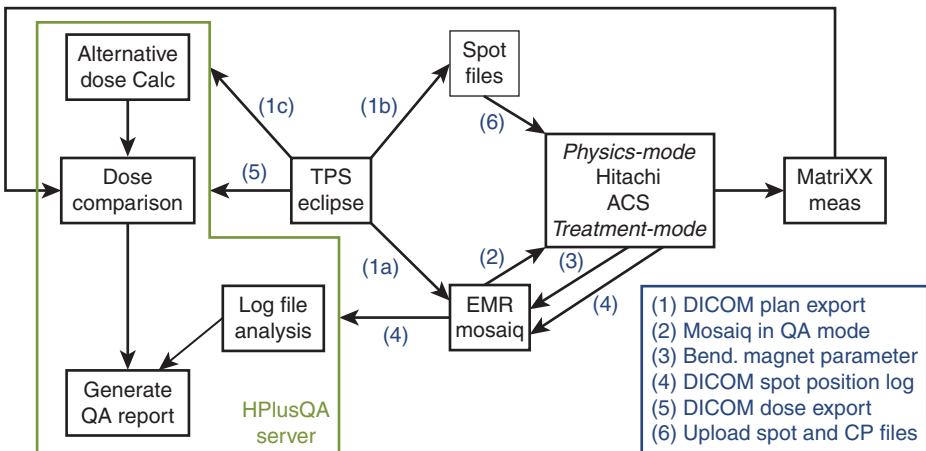 Alternative
dose Calc
Spot
files
(1c)
(1b)
(6)
Physics-mode
Hitachi
ACS
Treatment-mode
Dose
comparison
(5)
TPS
eclipse
MatriXX
meas
(1a)
(2)
(3)
(4)
Log file
analysis
(4)
EMR
mosaiq
Generate
QA report
HPlusQA
server
(1) DICOM plan export
(2) Mosaiq in QA mode
(3) Bend. magnet parameter
(4) DICOM spot position log
(5) DICOM dose export
(6) Upload spot and CP files